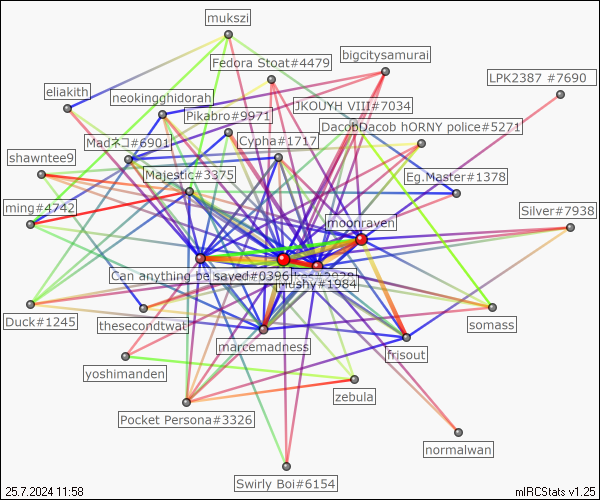 mukszi
bigcitysamurai
Fedora Stoat#4479
LPK2387 #7690
eliakith
neokingghidorah
JKOUYH VIII#7034
Pikabro#9971
DacobDacob hORNY police#5271
Madネコ#6901
Cypha#1717
shawntee9
Majestic#3375
Eg.Master#1378
ming#4742
Silver#7938
moonraven
Can anything be saved#0396
Mushy#1984
Duck#1245
thesecondtwat
somass
marcemadness
frisout
yoshimanden
zebula
Pocket Persona#3326
normalwan
Swirly Boi#6154
25.7.2024 11:58
mIRCStats v1.25